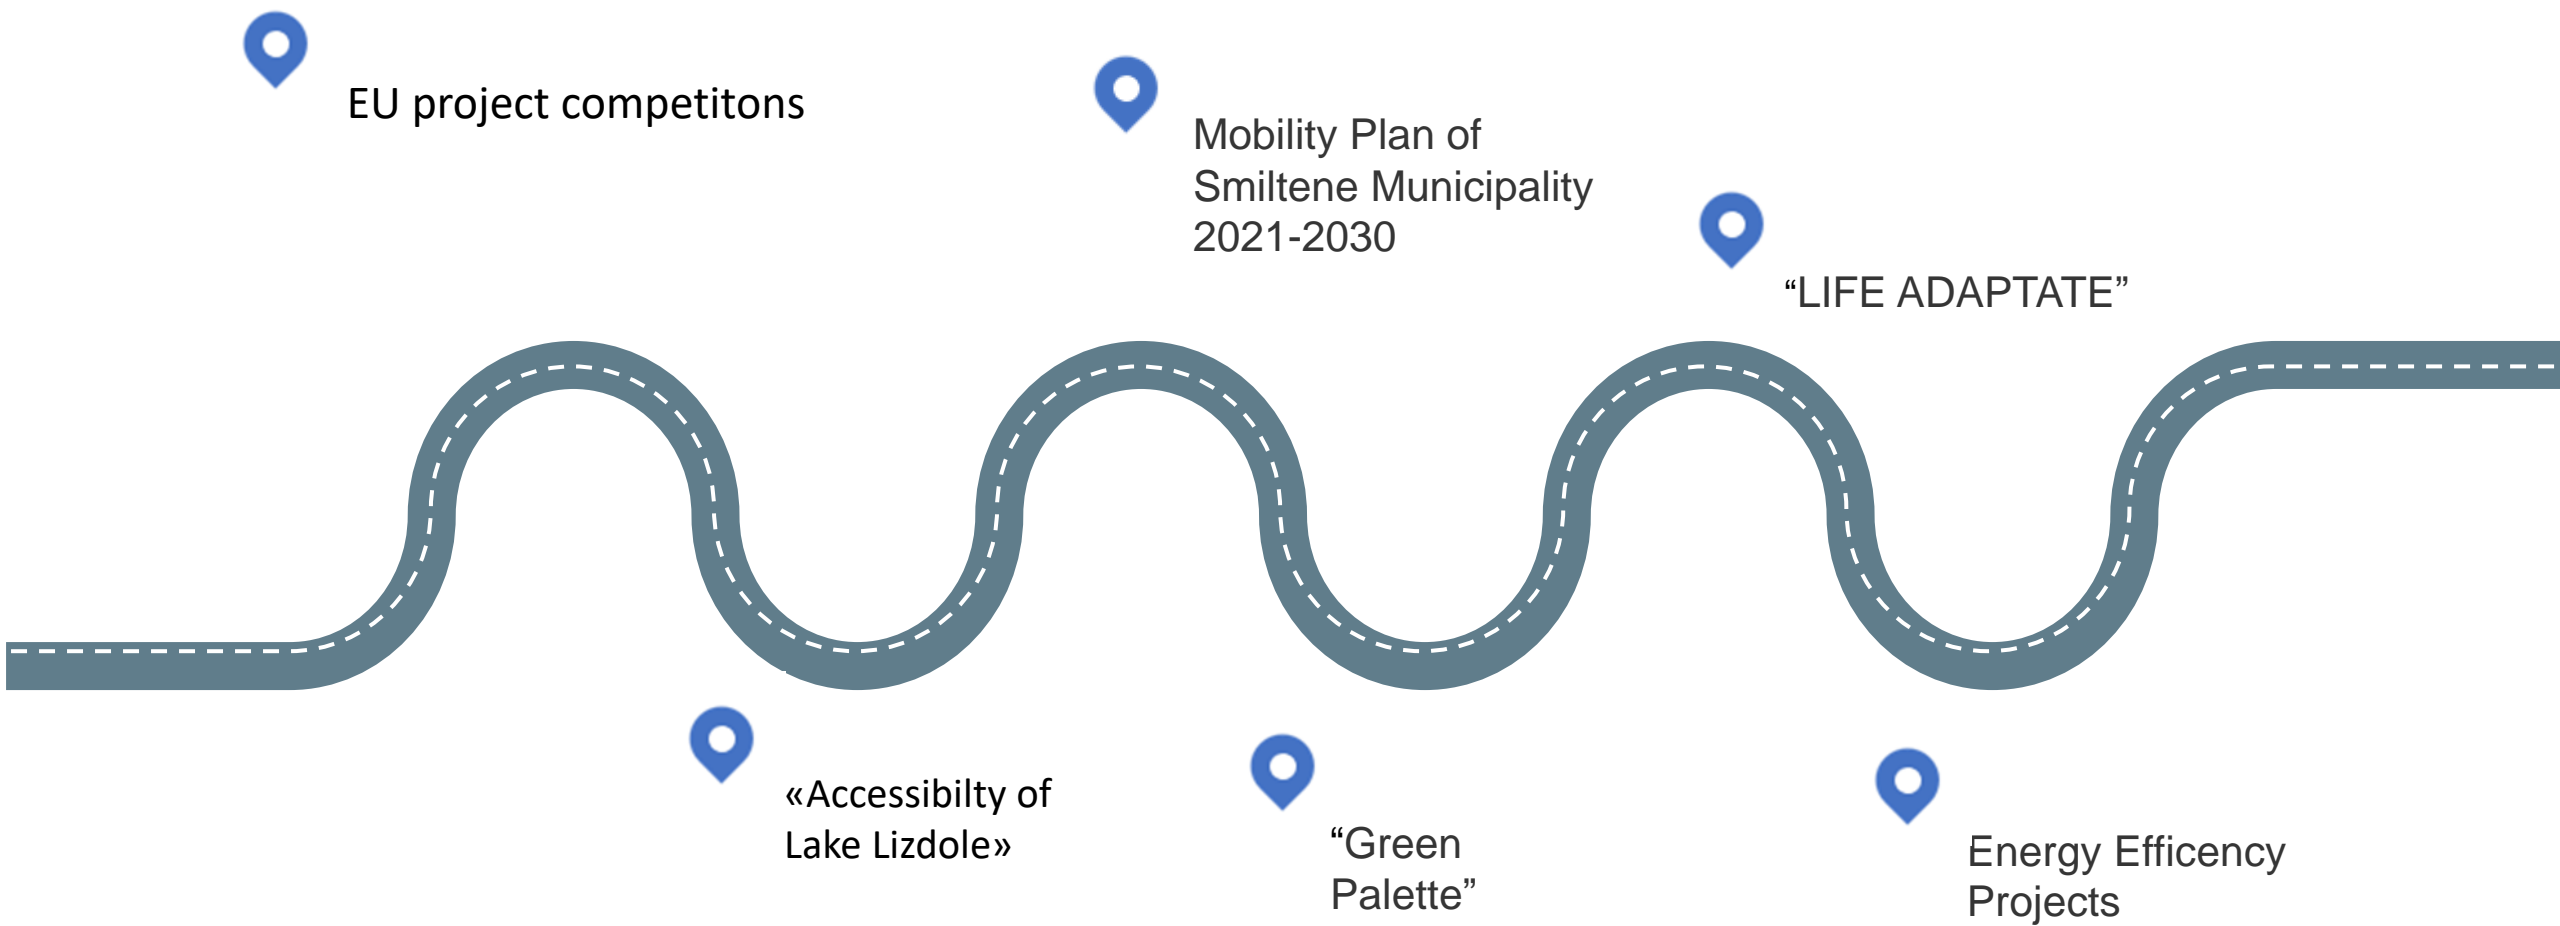 EU project competitons
Mobility Plan of
Smiltene Municipality
2021-2030
“LIFE ADAPTATE”
«Accessibilty of
Lake Lizdole»
“Green
Palette”
Energy Efficency
Projects